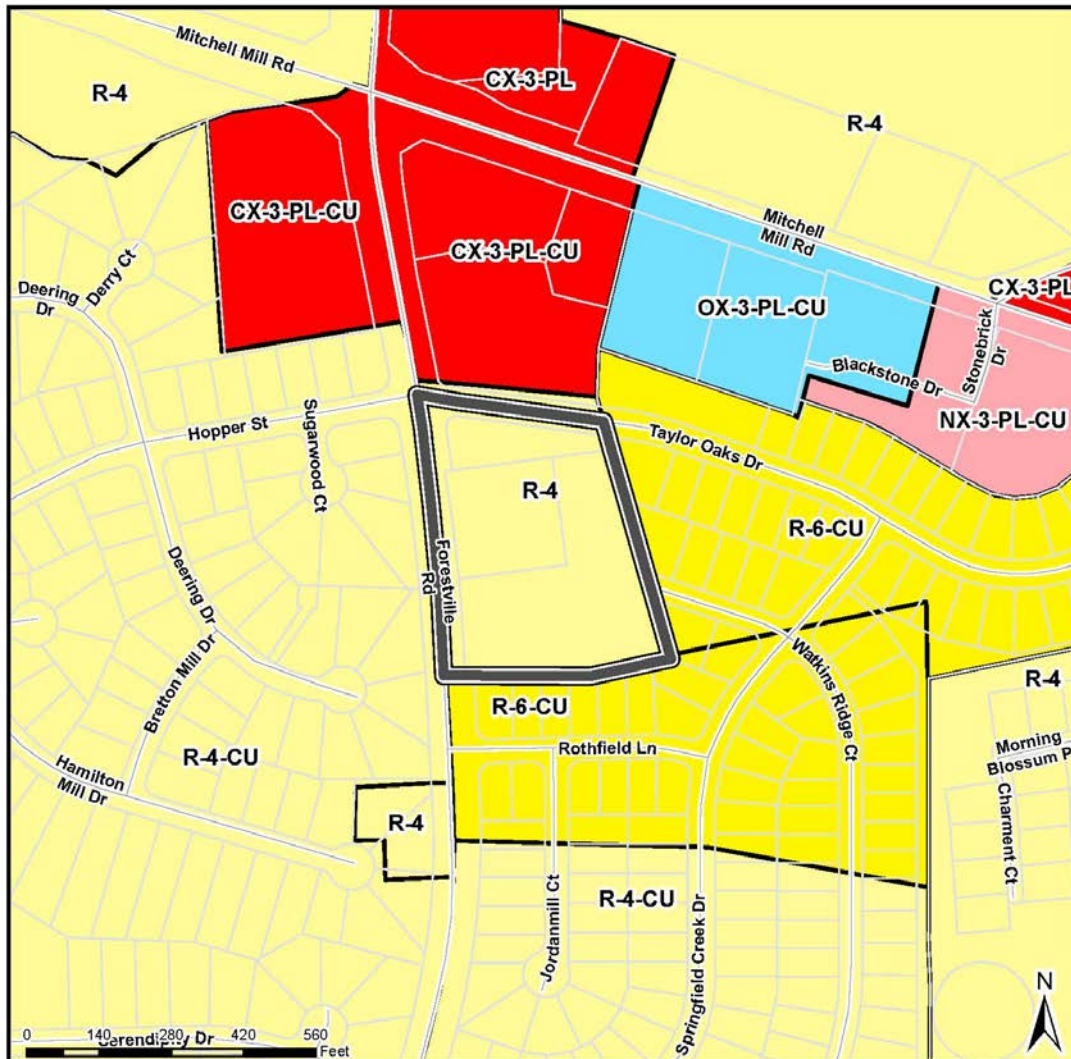 Mitchell Mill Rd
CX-3-PL
R-4
R-4
CX-3-PL-CU
CX-3-PL-CU
Mitchell
Mill Rd
Derry Ct
Deering
Dr
OX-3-PL-CU
CX-3-PL
Stonebrick
Dr
Blackstone Dr
NX-3-PL-CU
Hopper St
Sugarwood Ct
Taylor Oaks Dr
R-4
R-6-CU
Forestville
Rd
Deering Dr
Bretton Mill Dr
Watkins Ridge Ct
R-6-CU
R-4
Rothfield Ln
Morning
Blossum
R-4-CU
Hamilton
Mill Dr
Charment Ct
R-4
R-4-CU
Jordanmill Ct
Springfield Creek Dr
N
0 140 280 420 560
Feet
Serendipity Dr